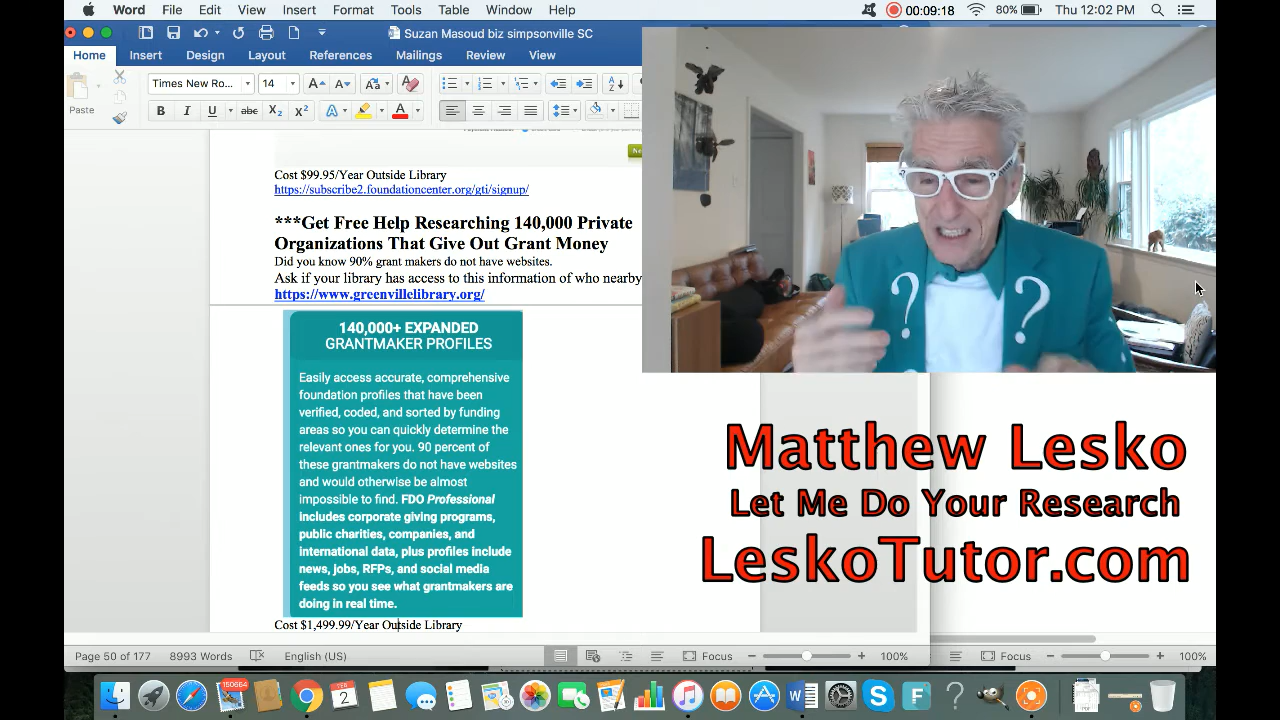 Word File Edit View Insert Format Tools Table Window Help 00:09:18 80% Thu 12:02 PM
Suzan Masoud biz simpsonville SC
Home Insert Design Layout References Mailings Review View
Paste Times New Ro... 14
B I U abc X2 X2 A A
Cost $99.95/Year Outside Library
https://subscribe2.foundationcenter.org/gti/signup/
***Get Free Help Researching 140,000 Private
Organizations That Give Out Grant Money
Did you know 90% grant makers do not have websites.
Ask if your library has access to this information of who nearby
https://www.greenvillelibrary.org/
140,000+ EXPANDED
GRANTMAKER PROFILES
Easily access accurate, comprehensive
foundation profiles that have been
verified, coded, and sorted by funding
areas so you can quickly determine the
relevant ones for you. 90 percent of
these grantmakers do not have websites
and would otherwise be almost
impossible to find. FDO Professional
includes corporate giving programs,
public charities, companies, and
international data, plus profiles include
news, jobs, RFPs, and social media
feeds so you see what grantmakers are
doing in real time.
Cost $1,499.99/Year Outside Library
? ?
Matthew Lesko
Let Me Do Your Research
LeskoTutor.com
Page 50 of 177 8993 Words English (US) Focus 100% Focus 100%
150664
FEB
2